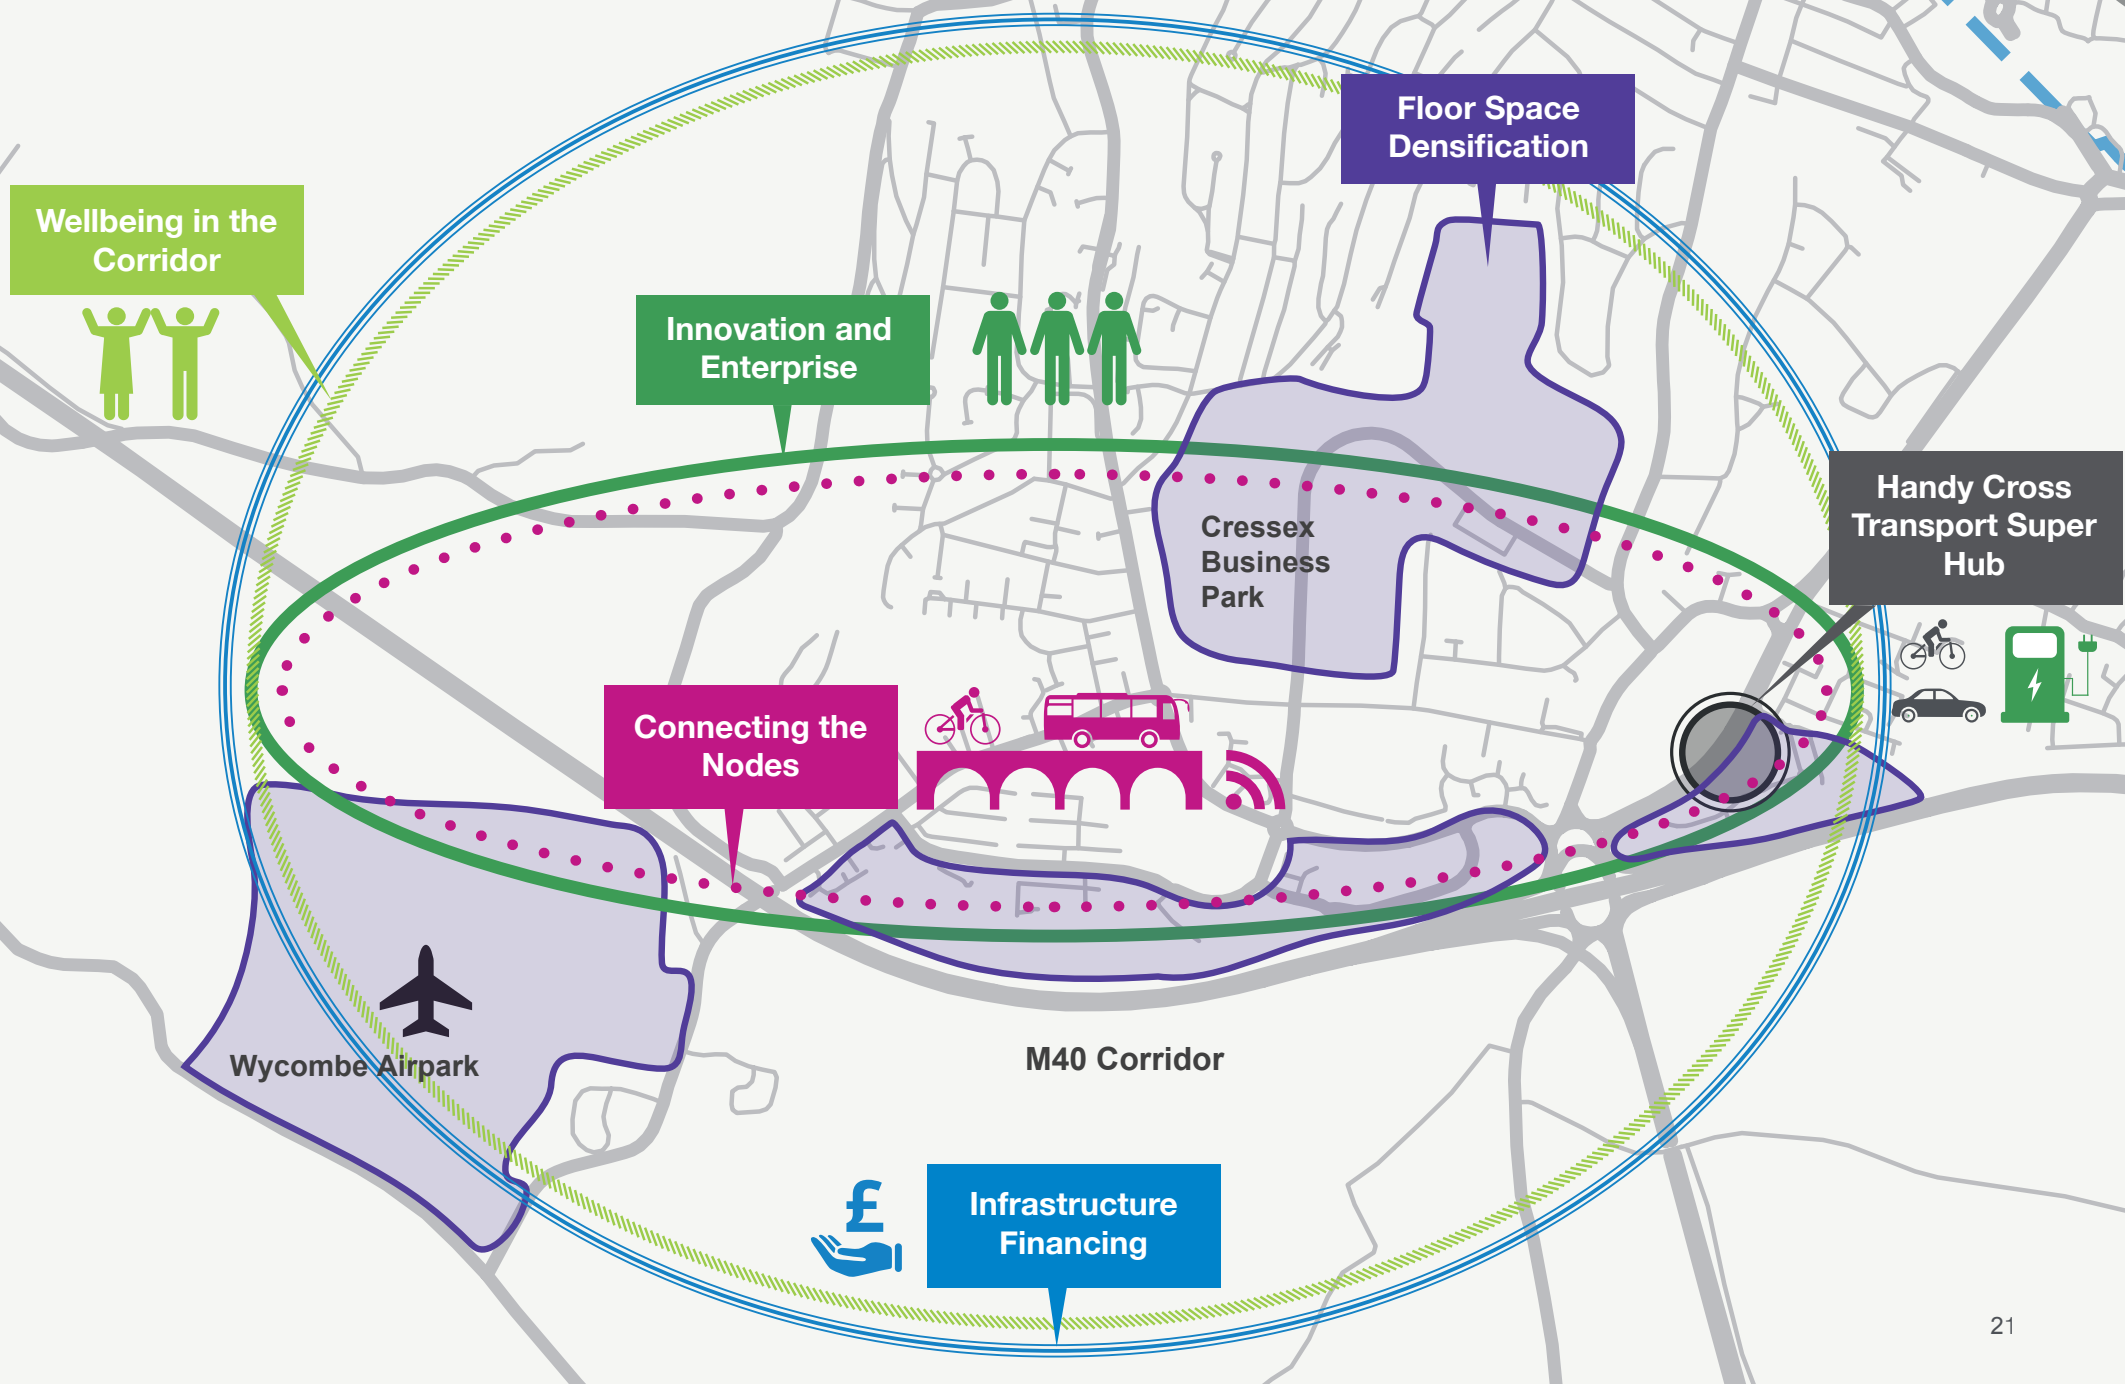 Floor Space
Densification
Wellbeing in the
Corridor
Innovation and
Enterprise
Handy Cross
Transport Super
Hub
Cressex
Business
Park
Connecting the
Nodes
Wycombe Airpark
M40 Corridor
£
Infrastructure
Financing
21